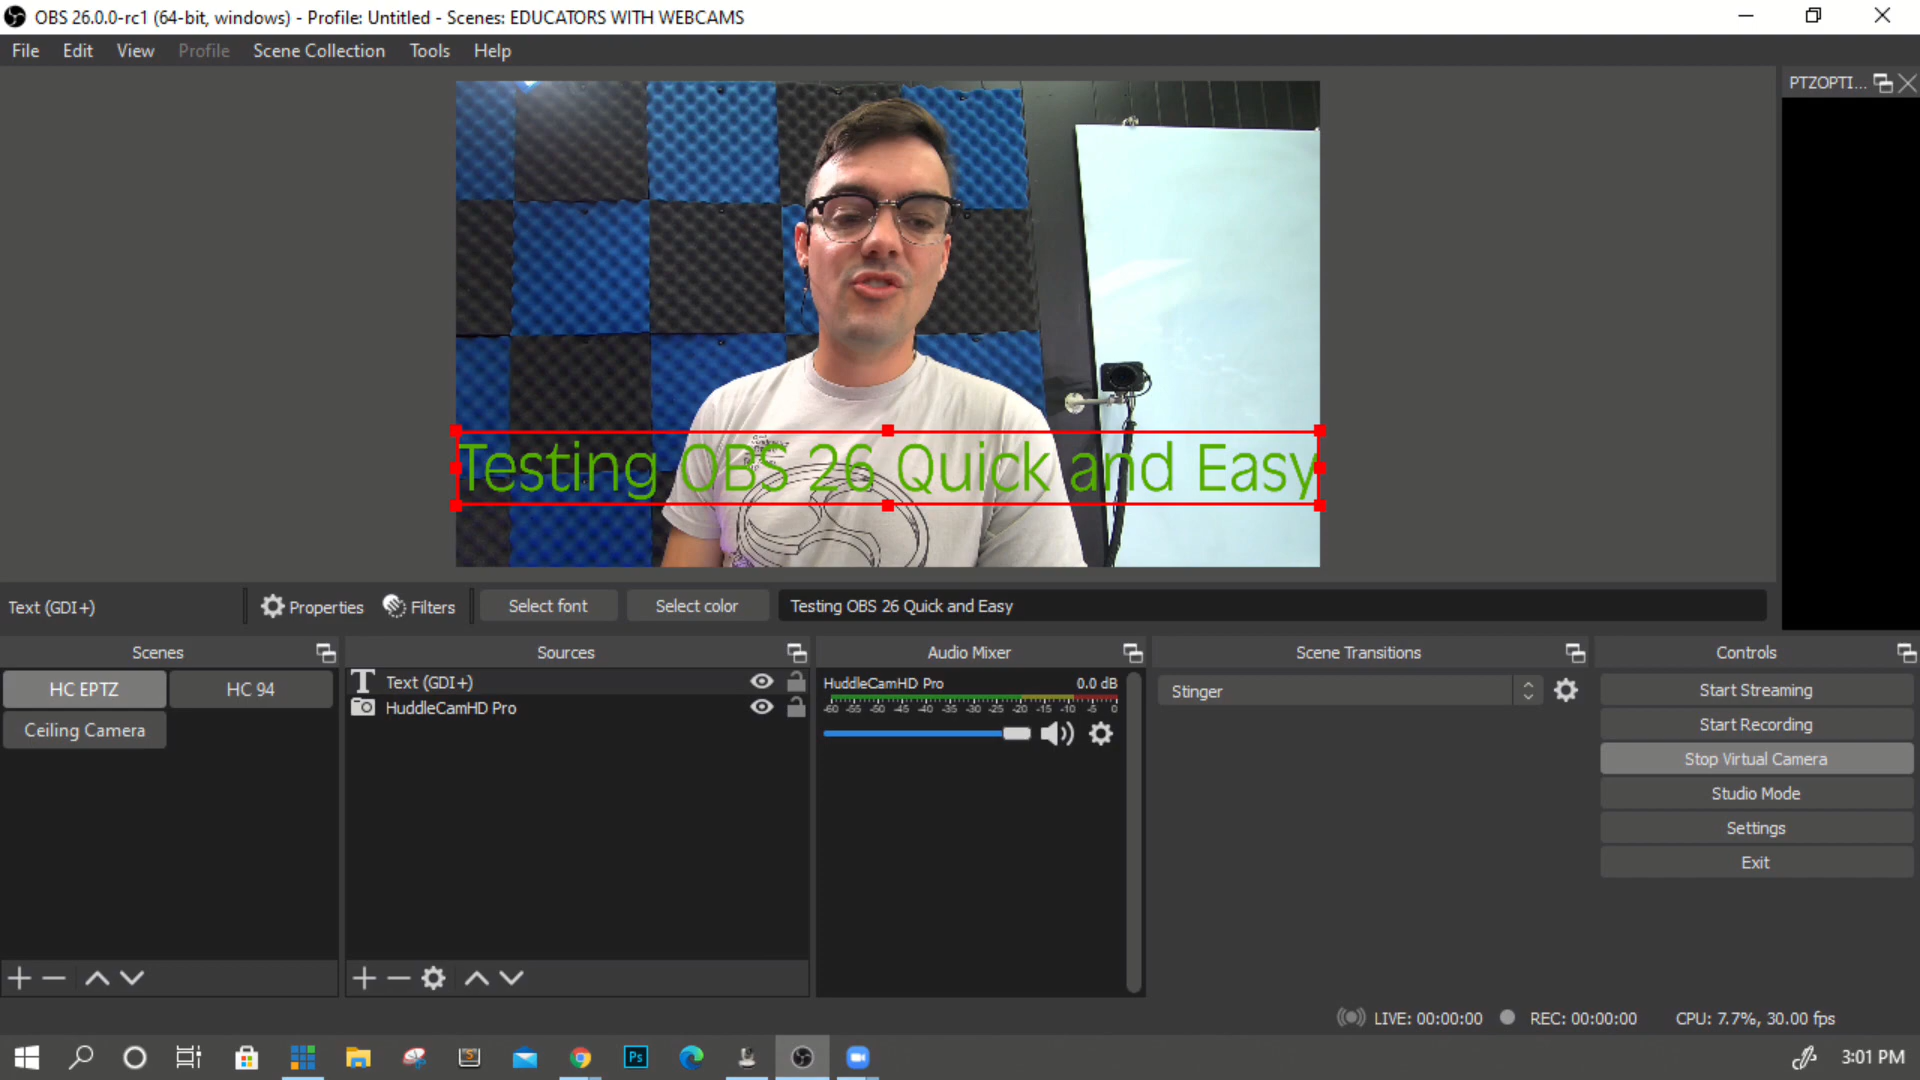 OBS 26.0.0-rc1 (64-bit, windows) - Profile: Untitled - Scenes: EDUCATORS WITH WEBCAMS
File Edit View Profile Scene Collection Tools Help
PTZOPTI...
Testing OBS 26 Quick and Easy
Text (GDI+) Properties Filters Select font Select color Testing OBS 26 Quick and Easy
Scenes Sources Audio Mixer Scene Transitions Controls
HC EPTZ HC 94
Ceiling Camera
Text (GDI+)
HuddleCamHD Pro
HuddleCamHD Pro 0.0 dB
-60 -55 -50 -45 -40 -35 -30 -25 -20 -15 -10 -5 0
Stinger
Start Streaming
Start Recording
Stop Virtual Camera
Studio Mode
Settings
Exit
LIVE: 00:00:00 REC: 00:00:00 CPU: 7.7%, 30.00 fps
Ps
3:01 PM